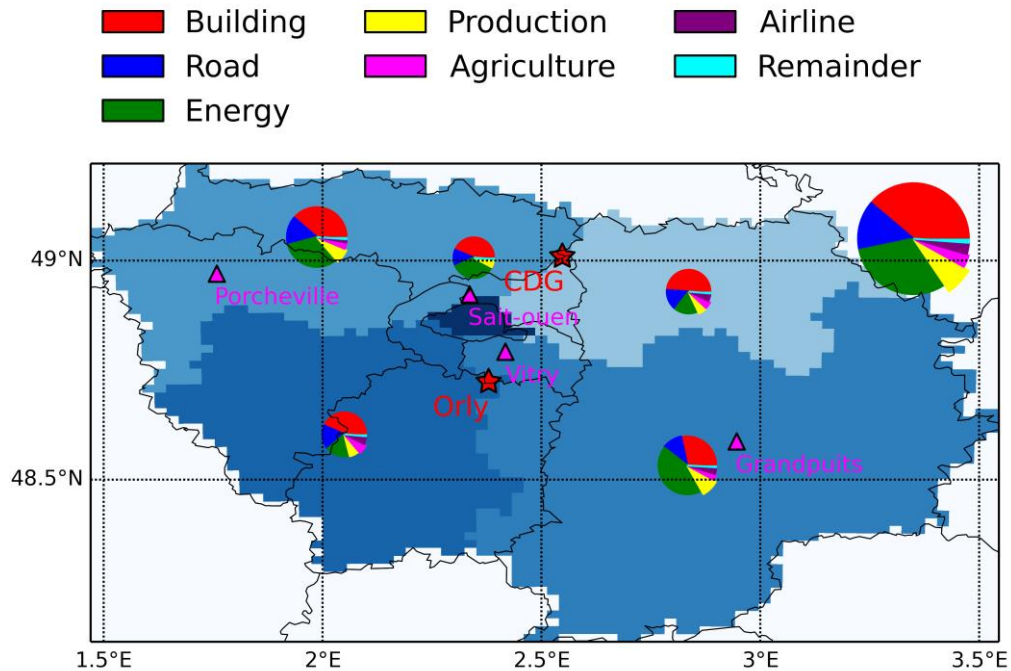 Building Production Airline
Road Agriculture Remainder
Energy
49°N
48.5°N
Porcheville
CDG
Sait-ouen
Vitry
Orly
Grandpuits
1.5°E 2°E 2.5°E 3°E 3.5°E